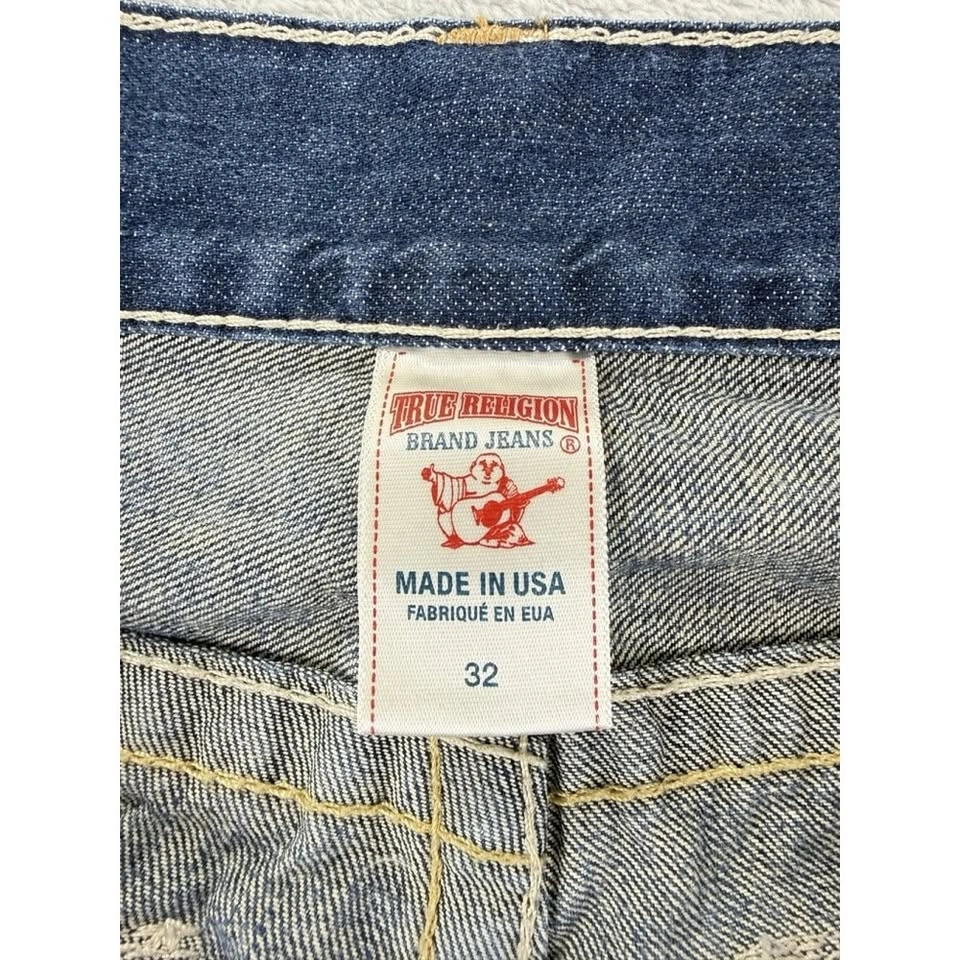 TRUE RELIGION
BRAND JEANS ®
MADE IN USA
FABRIQUÉ EN EUA
32